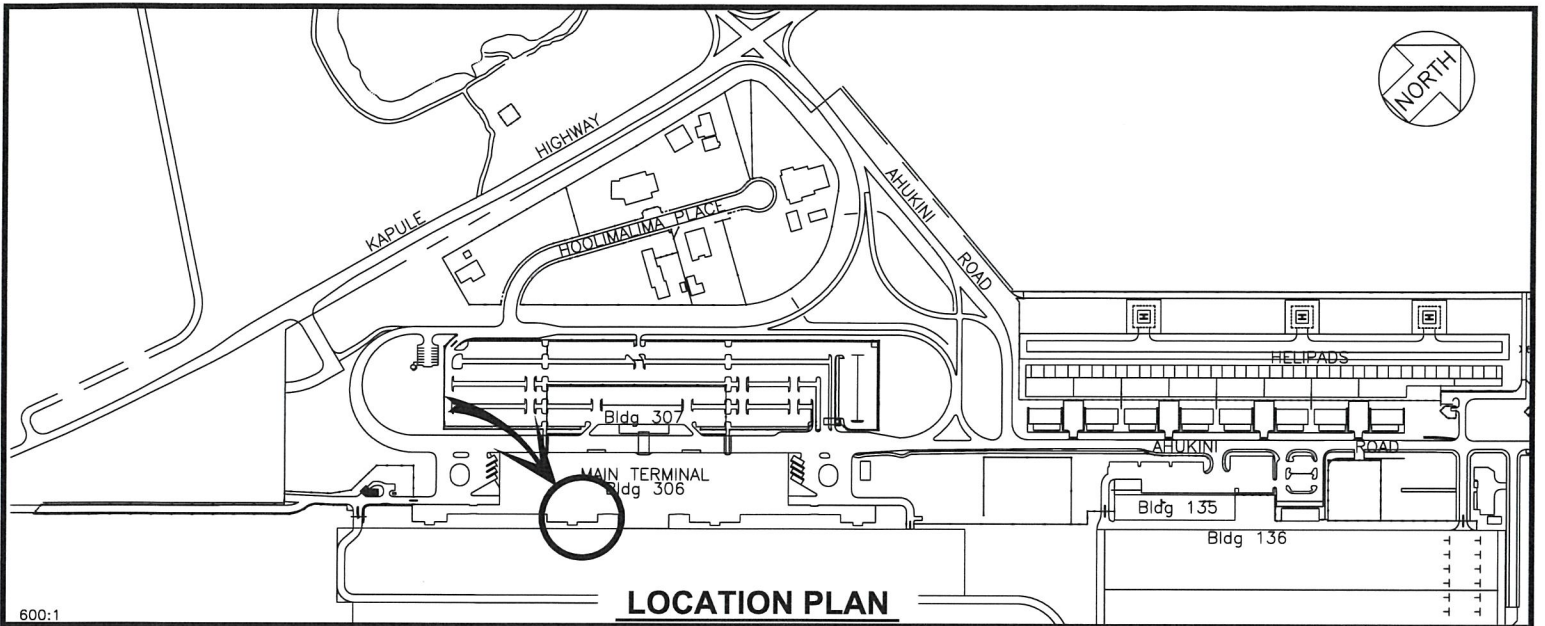 NORTH
HIGHWAY
KAPULE
HOOLIMALIMA PLACE
AHUKINI
ROAD
H
H
H
HELIPADS
Bldg 307
AHUKINI
ROAD
MAIN TERMINAL
Bldg 306
Bldg 135
Bldg 136
600:1
LOCATION PLAN